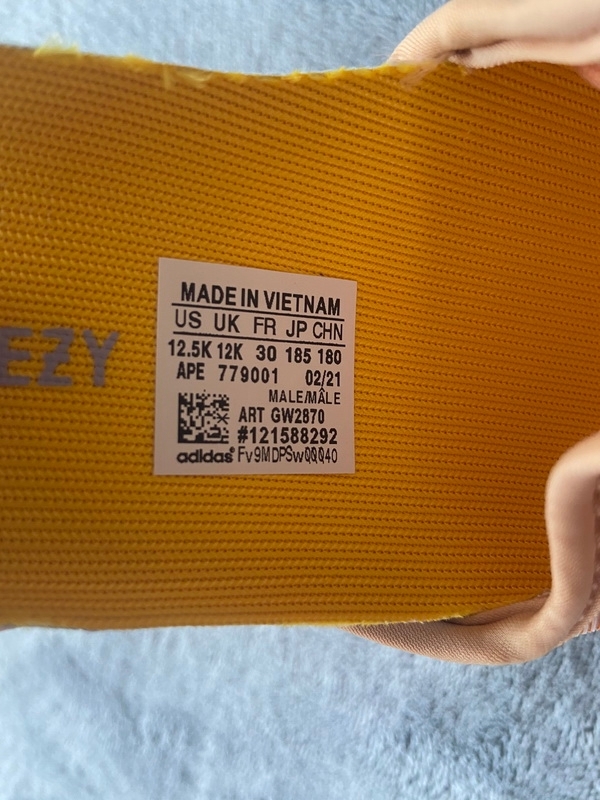 EZY
MADE IN VIETNAM
US UK FR JP CHN
12.5K 12K 30 185 180
APE 779001 02/21
MALE/MÂLE
ART GW2870
#121588292
adidas® Fv9MDPSwQQQ40